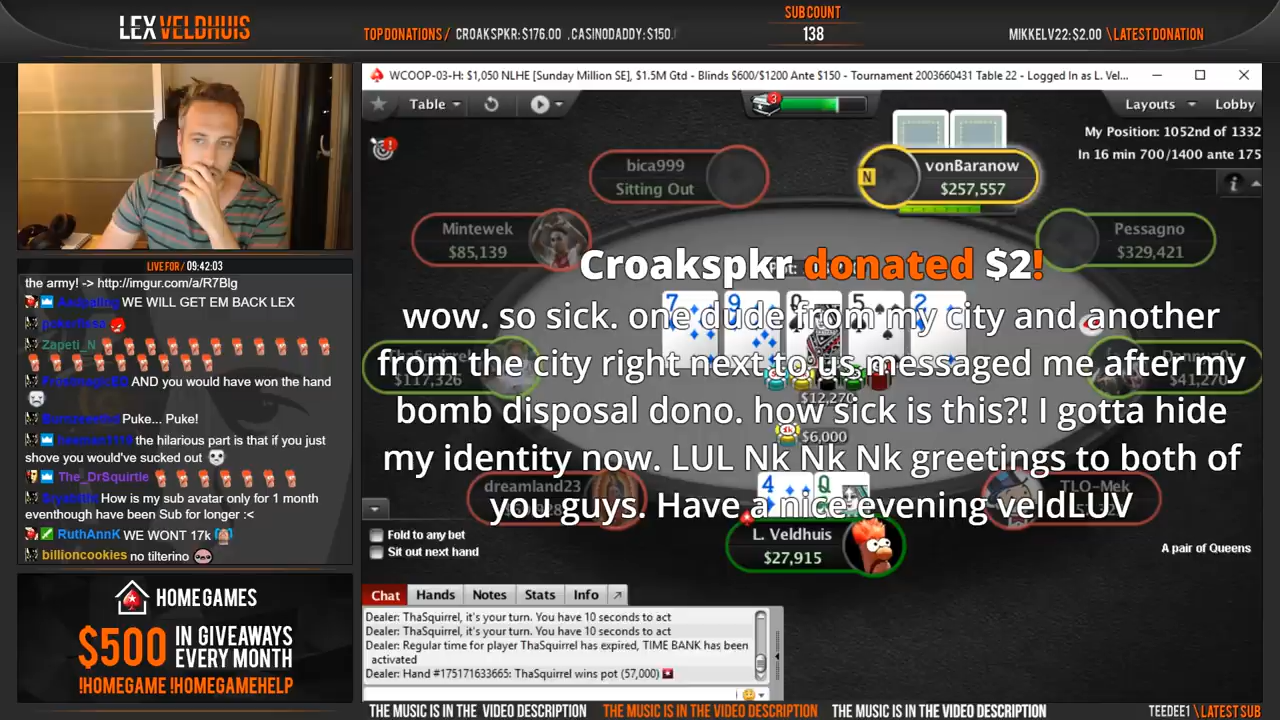 LEX VELDHUIS
TOP DONATIONS / CROAKSPKR: $176.00 , CASINODADDY: $150.
SUB COUNT
138
MIKKELV22: $2.00 \ LATEST DONATION
WCOOP-03-H: $1,050 NLHE [Sunday Million SE], $1.5M Gtd - Blinds $600/$1200 Ante $150 - Tournament 2003660431 Table 22 - Logged In as L. Vel...
Table
3
Layouts
Lobby
My Position: 1052nd of 1332
In 16 min 700/1400 ante 175
bica999
Sitting Out
N
vonBaranow
$257,557
Mintewek
$85,139
Pessagno
$329,421
Croakspkr donated $2!
wow. so sick. one dude from my city and another
from the city right next to us messaged me after my
bomb disposal dono. how sick is this?! I gotta hide
my identity now. LUL Nk Nk Nk greetings to both of
you guys. Have a nice evening veldLUV
7
9
Q
5
2
ThaSquirrel
$117,326
$41,270
$12,270
$6,000
4
Q
dreamland23
TLO-Mek
L. Veldhuis
$27,915
A pair of Queens
Fold to any bet
Sit out next hand
LIVE FOR / 09:42:03
the army! -> http://imgur.com/a/R7Blg
WE WILL GET EM BACK LEX
Zapeti_N
AND you would have won the hand
Puke... Puke!
the hilarious part is that if you just
shove you would've sucked out
The_DrSquirtle
How is my sub avatar only for 1 month
eventhough have been Sub for longer :<
RuthAnnK WE WONT 17k
billioncookies no tilterino
HOME GAMES
$500 IN GIVEAWAYS
EVERY MONTH
!HOMEGAME !HOMEGAMEHELP
Chat
Hands
Notes
Stats
Info
Dealer: ThaSquirrel, it's your turn. You have 10 seconds to act
Dealer: ThaSquirrel, it's your turn. You have 10 seconds to act
Dealer: Regular time for player ThaSquirrel has expired, TIME BANK has been
activated
Dealer: Hand #175171633665: ThaSquirrel wins pot (57,000)
THE MUSIC IS IN THE VIDEO DESCRIPTION THE MUSIC IS IN THE VIDEO DESCRIPTION THE MUSIC IS IN THE VIDEO DESCRIPTION
TEEDEE1 \ LATEST SUB